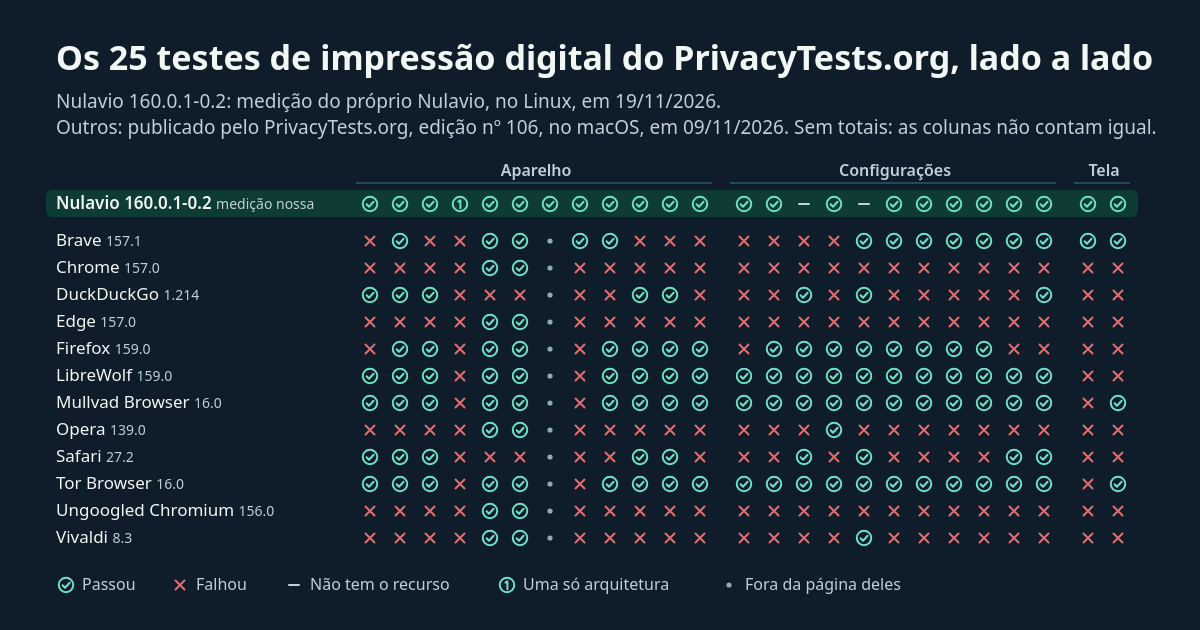 Os 25 testes de impressão digital do PrivacyTests.org, lado a lado
Nulavio 160.0.1-0.2: medição do próprio Nulavio, no Linux, em 19/11/2026.
Outros: publicado pelo PrivacyTests.org, edição nº 106, no macOS, em 09/11/2026. Sem totais: as colunas não contam igual.
Aparelho Configurações Tela
Nulavio 160.0.1-0.2 medição nossa
Brave 157.1
Chrome 157.0
DuckDuckGo 1.214
Edge 157.0
Firefox 159.0
LibreWolf 159.0
Mullvad Browser 16.0
Opera 139.0
Safari 27.2
Tor Browser 16.0
Ungoogled Chromium 156.0
Vivaldi 8.3
Passou Falhou Não tem o recurso Uma só arquitetura Fora da página deles